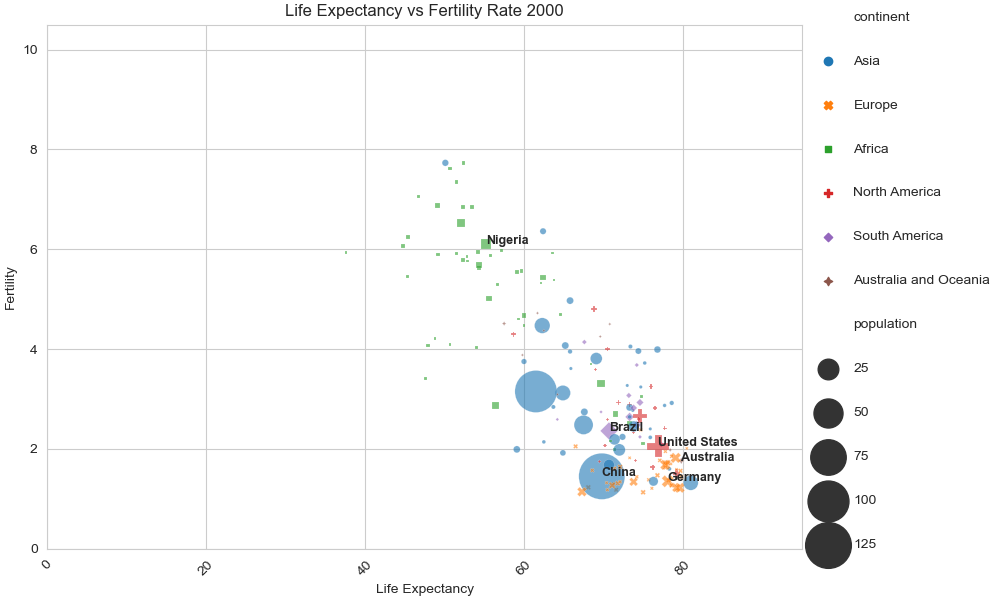 Life Expectancy vs Fertility Rate 2000
10
8
6
4
2
0
Fertility
0
20
40
60
80
Life Expectancy
Nigeria
Brazil
United States
Australia
China
Germany
continent
Asia
Europe
Africa
North America
South America
Australia and Oceania
population
25
50
75
100
125